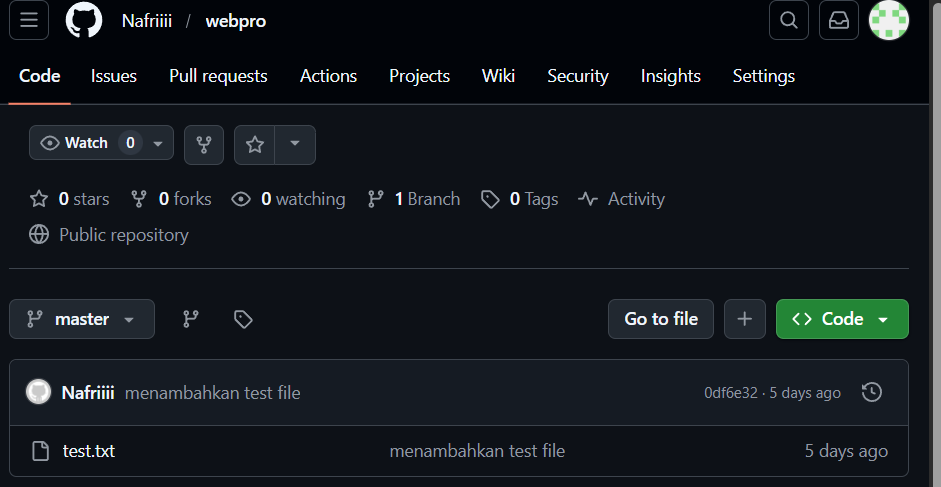 Nafriiii / webpro
Code Issues Pull requests Actions Projects Wiki Security Insights Settings
Watch 0
0 stars 0 forks 0 watching 1 Branch 0 Tags Activity
Public repository
master Go to file Code
Nafriiii menambahkan test file 0df6e32 · 5 days ago
test.txt menambahkan test file 5 days ago